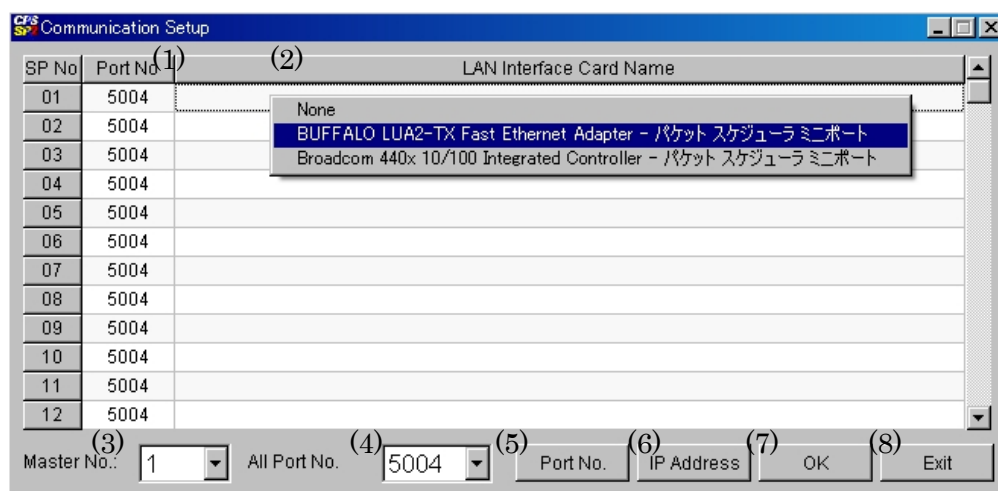 CPS SPi Communication Setup
(1) (2)
SP No Port No LAN Interface Card Name
01 5004
None
02 5004
BUFFALO LUA2-TX Fast Ethernet Adapter - パケット スケジューラ ミニポート
03 5004
Broadcom 440x 10/100 Integrated Controller - パケット スケジューラ ミニポート
04 5004
05 5004
06 5004
07 5004
08 5004
09 5004
10 5004
11 5004
12 5004
(3) (4) (5) (6) (7) (8)
Master No.: 1 All Port No. 5004 Port No. IP Address OK Exit